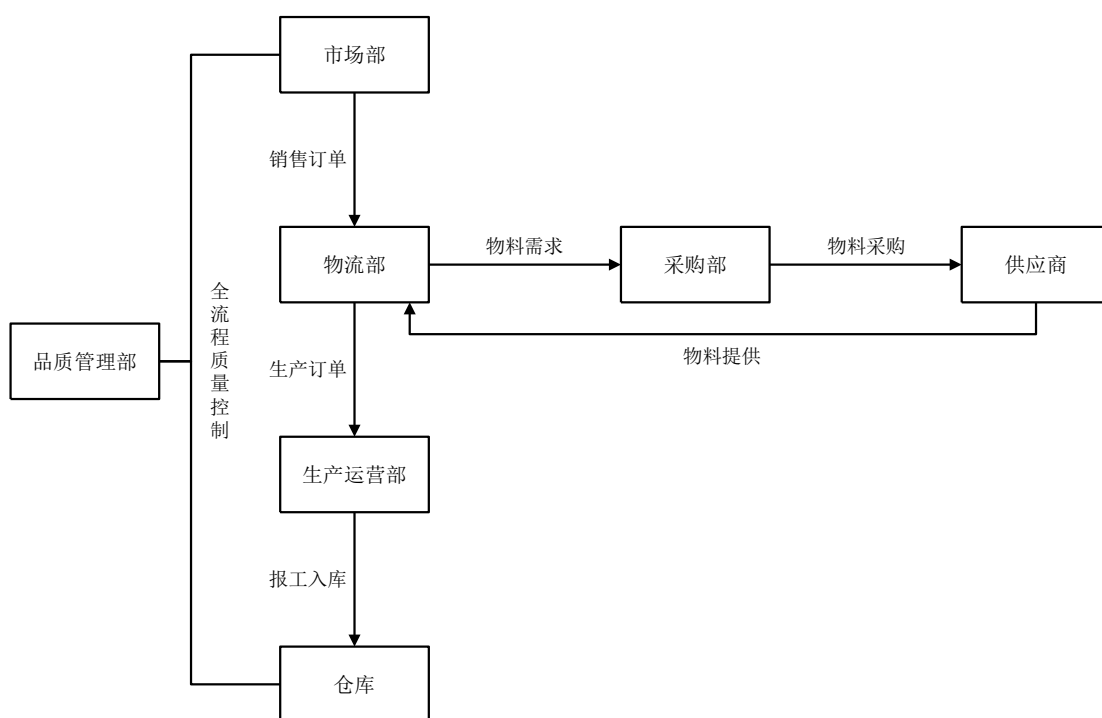 市场部
销售订单
物流部
物料需求
采购部
物料采购
供应商
物料提供
全流程质量控制
品质管理部
生产订单
生产运营部
报工入库
仓库